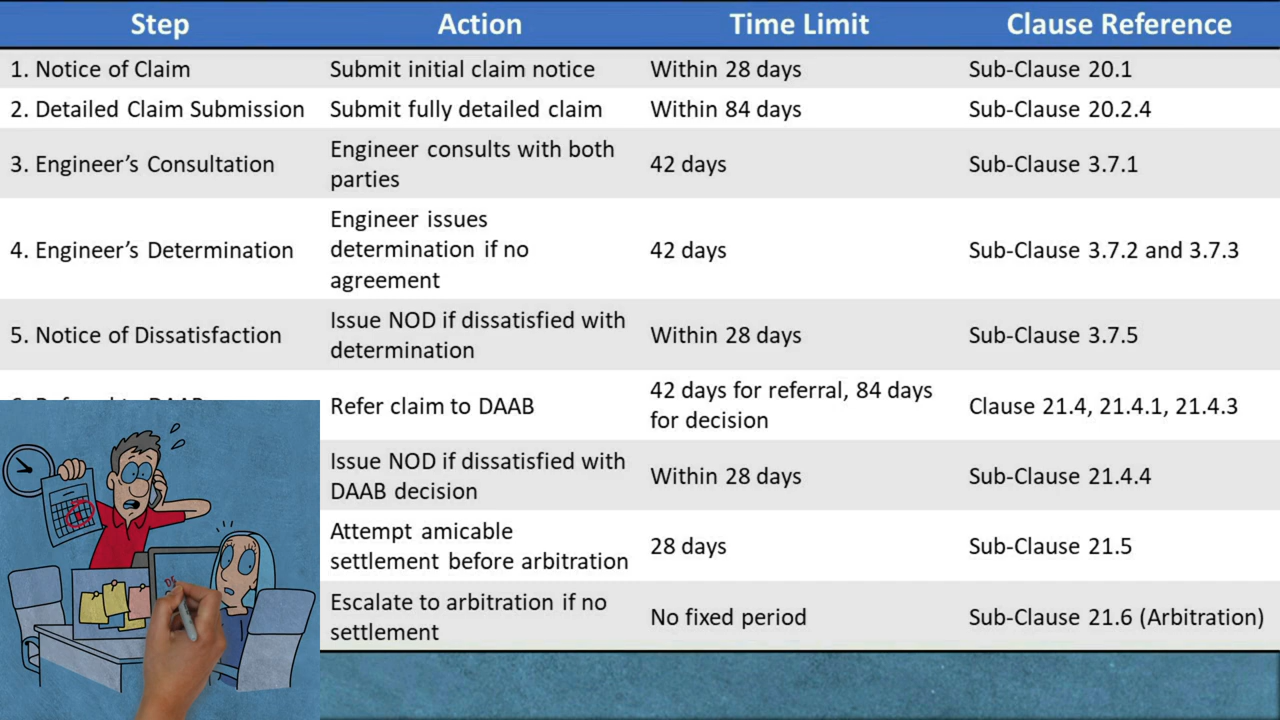 Step Action Time Limit Clause Reference
1. Notice of Claim Submit initial claim notice Within 28 days Sub-Clause 20.1
2. Detailed Claim Submission Submit fully detailed claim Within 84 days Sub-Clause 20.2.4
3. Engineer's Consultation Engineer consults with both
parties 42 days Sub-Clause 3.7.1
4. Engineer's Determination Engineer issues
determination if no
agreement 42 days Sub-Clause 3.7.2 and 3.7.3
5. Notice of Dissatisfaction Issue NOD if dissatisfied with
determination Within 28 days Sub-Clause 3.7.5
Refer claim to DAAB 42 days for referral, 84 days
for decision Clause 21.4, 21.4.1, 21.4.3
Issue NOD if dissatisfied with
DAAB decision Within 28 days Sub-Clause 21.4.4
Attempt amicable
settlement before arbitration 28 days Sub-Clause 21.5
Escalate to arbitration if no
settlement No fixed period Sub-Clause 21.6 (Arbitration)